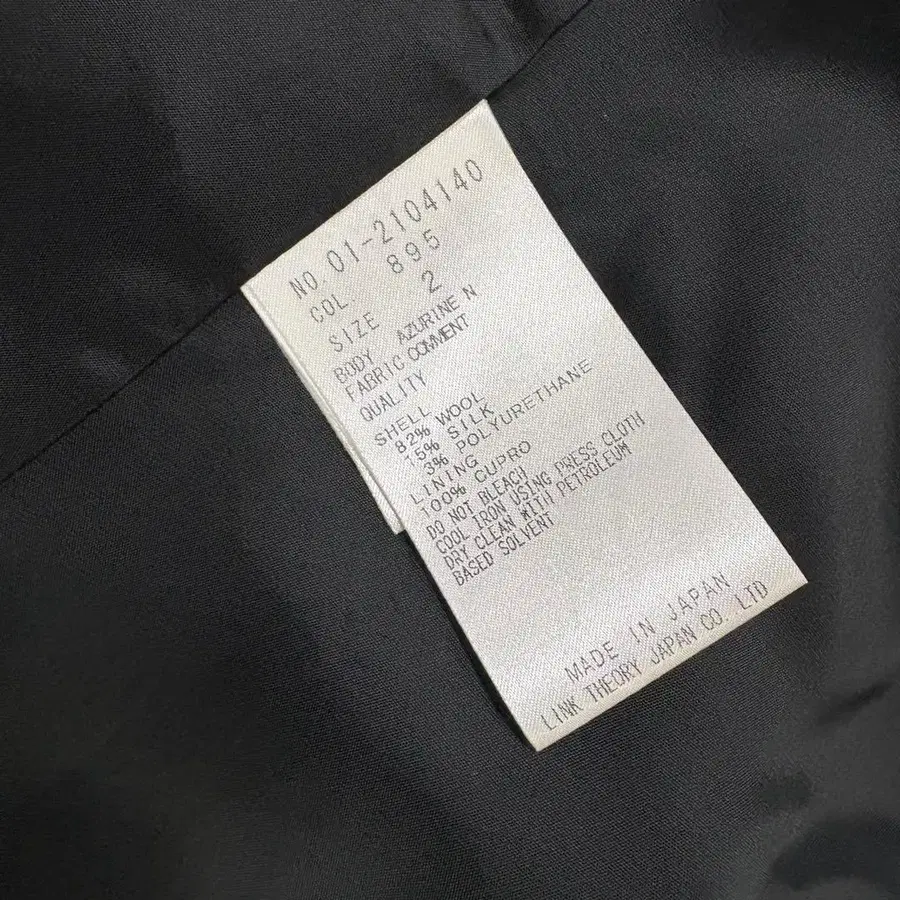 NO. 01-2104140
COL. 895
SIZE 2
BODY AZURINE N
FABRIC COMMENT
QUALITY
SHELL
82% WOOL
15% SILK
3% POLYURETHANE
LINING
100% CUPRO
DO NOT BLEACH
COOL IRON USING PRESS CLOTH
DRY CLEAN WITH PETROLEUM
BASED SOLVENT
MADE IN JAPAN
LINK THEORY JAPAN CO. LTD